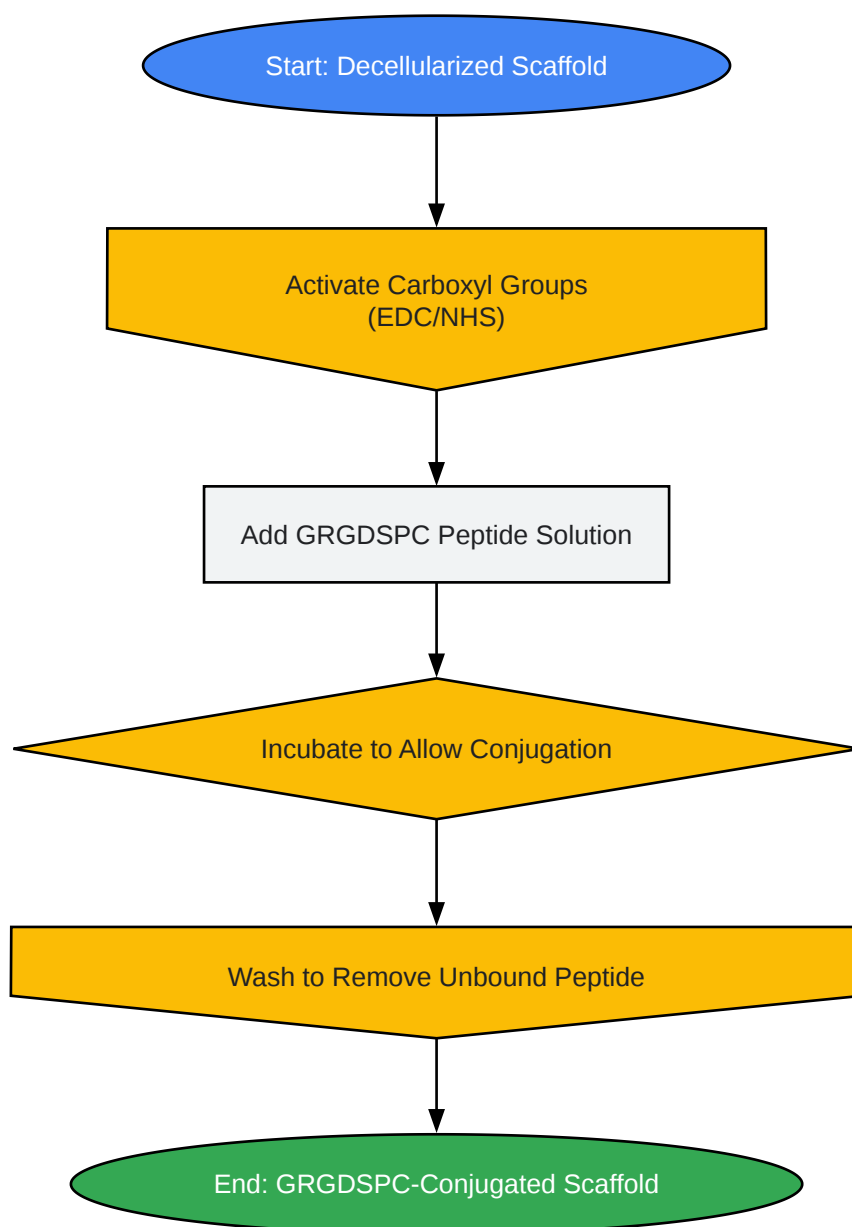 Start: Decellularized Scaffold
Activate Carboxyl Groups
(EDC/NHS)
Add GRGDSPC Peptide Solution
Incubate to Allow Conjugation
Wash to Remove Unbound Peptide
End: GRGDSPC-Conjugated Scaffold